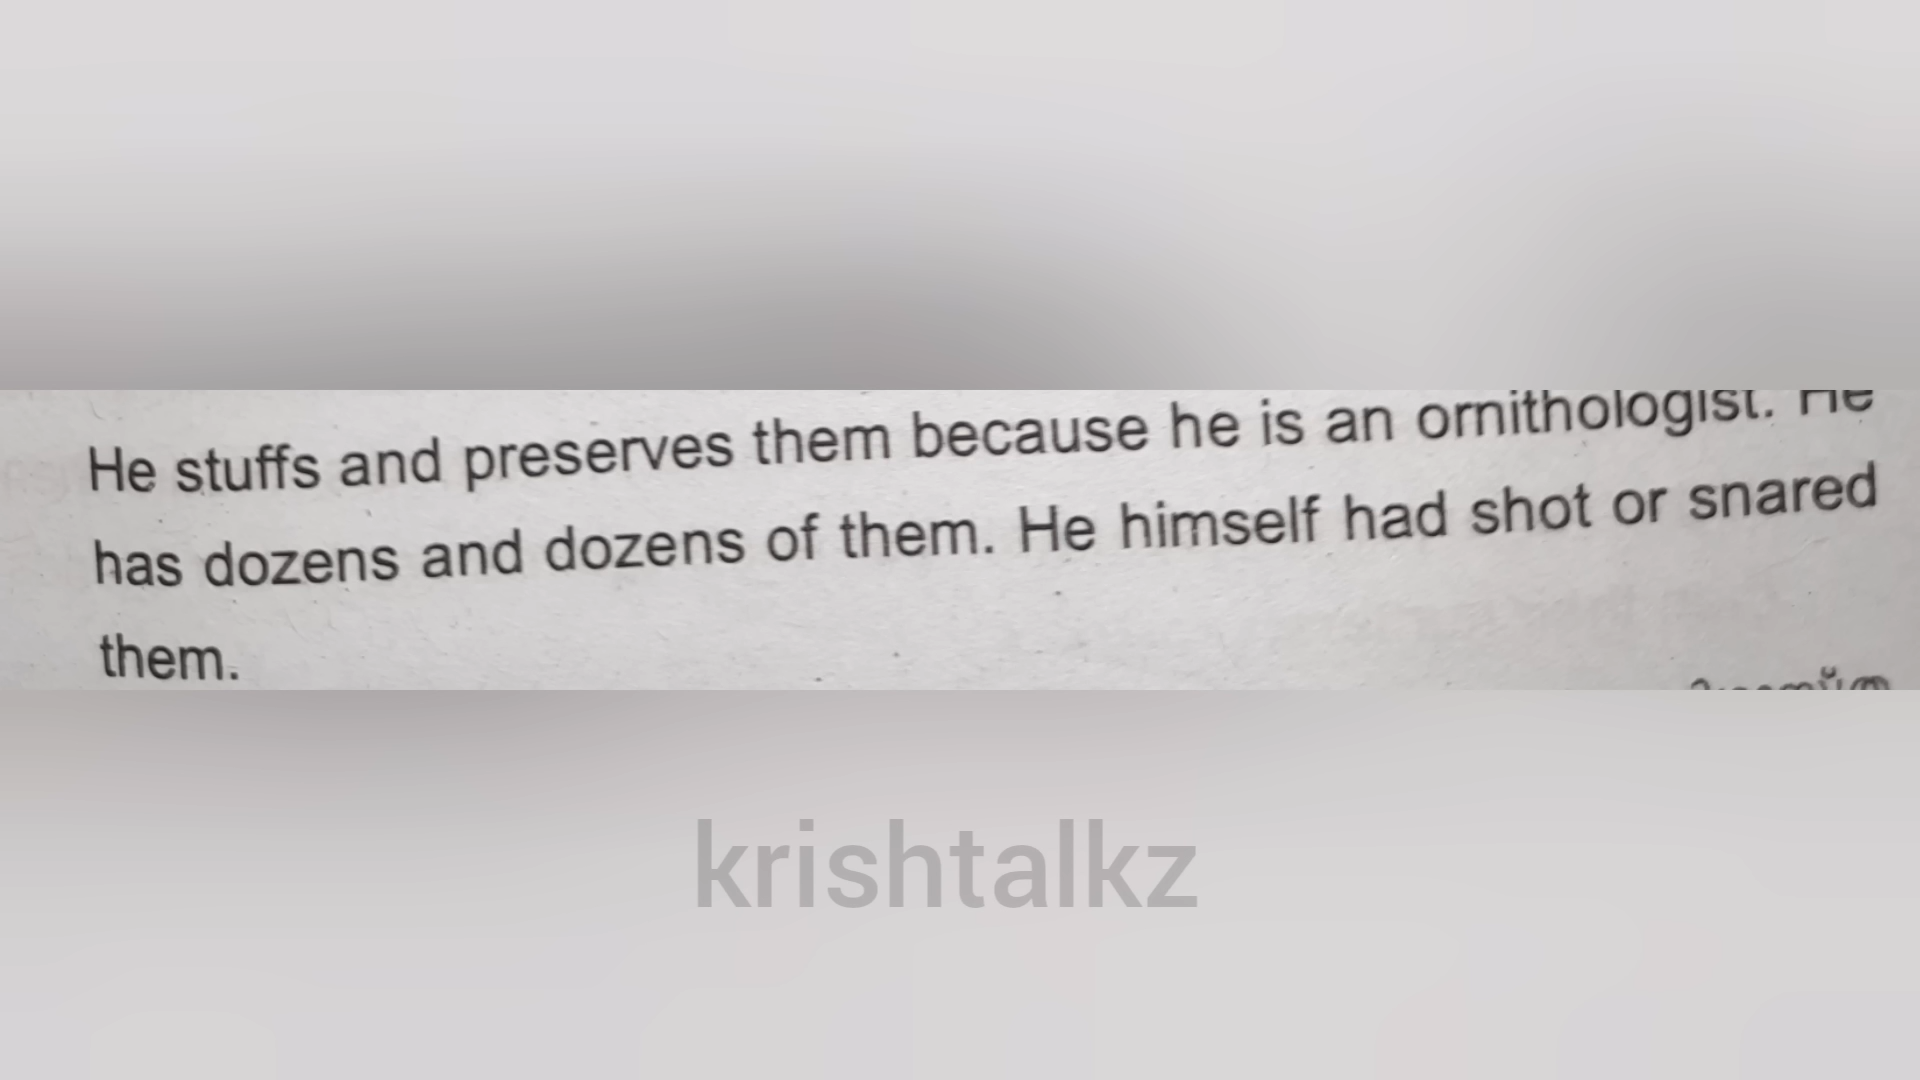 He stuffs and preserves them because he is an ornithologist. He
has dozens and dozens of them. He himself had shot or snared
them.
krishtalkz